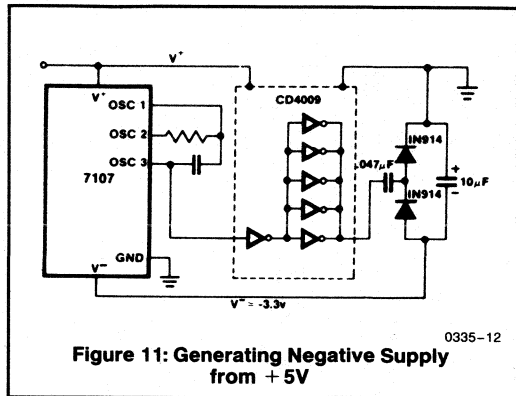 V+
V+
OSC 1
OSC 2
OSC 3
7107
GND
V−
CD4009
.047μF
IN914
IN914
+
10μF
−
V− = -3.3v
0335-12
Figure 11: Generating Negative Supply
from +5V